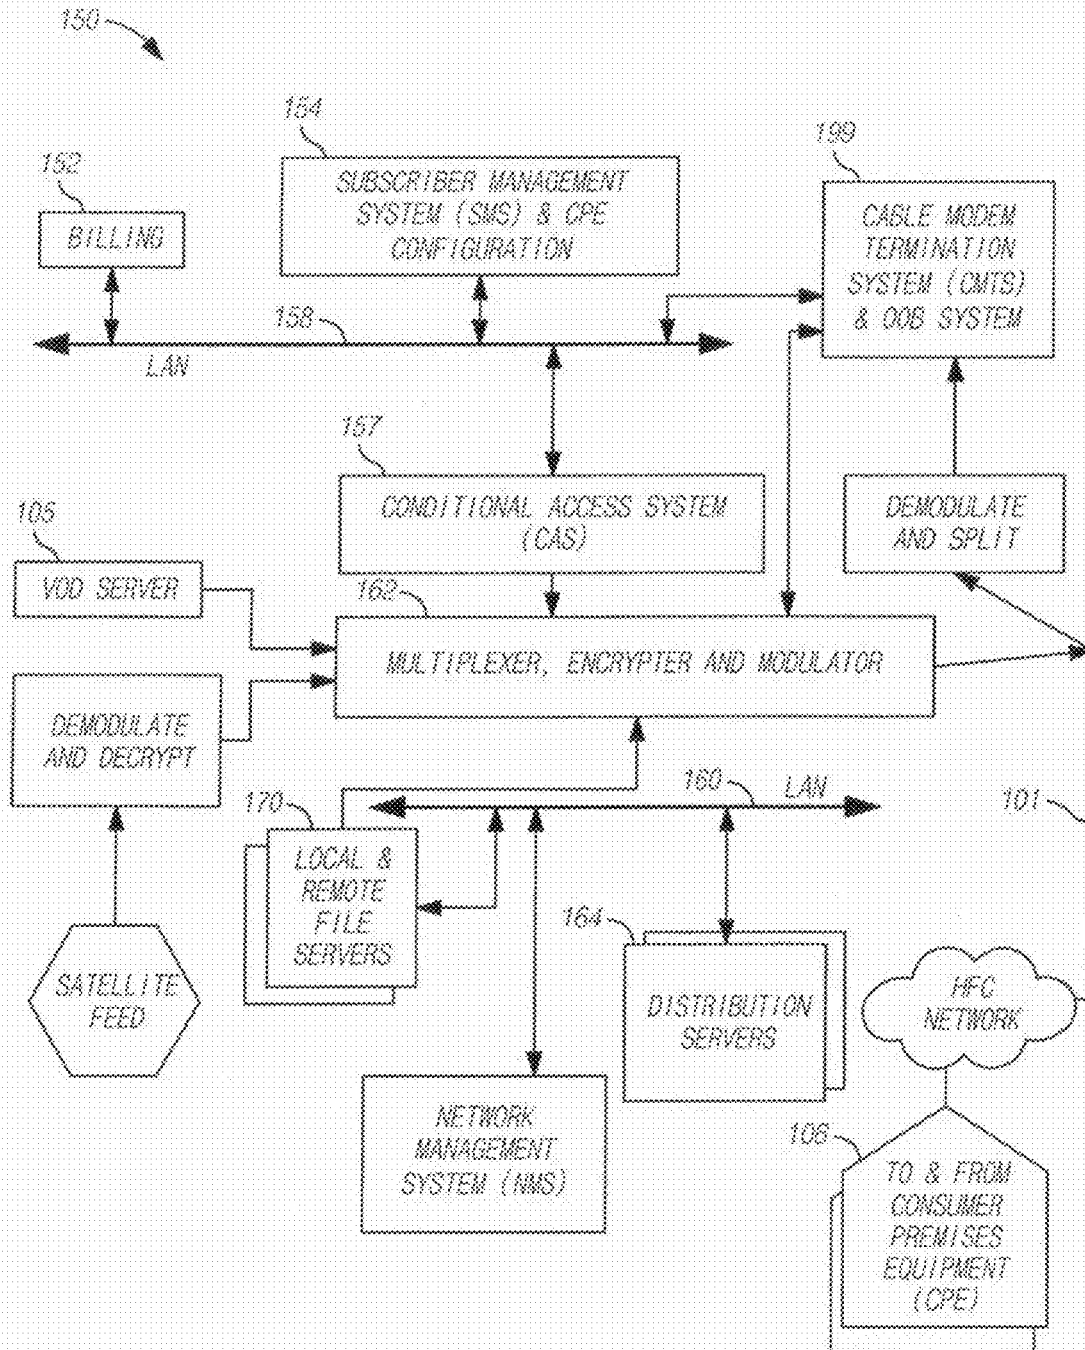 150
154
199
152
SUBSCRIBER MANAGEMENT
SYSTEM (SMS) & CPE
CONFIGURATION
CABLE MODEM
TERMINATION
SYSTEM (CMTS)
& OOB SYSTEM
BILLING
158
LAN
157
CONDITIONAL ACCESS SYSTEM
(CAS)
DEMODULATE
AND SPLIT
105
VOD SERVER
162
MULTIPLEXER, ENCRYPTER AND MODULATOR
DEMODULATE
AND DECRYPT
160
LAN
101
170
LOCAL &
REMOTE
FILE
SERVERS
164
DISTRIBUTION
SERVERS
SATELLITE
FEED
HFC
NETWORK
NETWORK
MANAGEMENT
SYSTEM (NMS)
106
TO & FROM
CONSUMER
PREMISES
EQUIPMENT
(CPE)